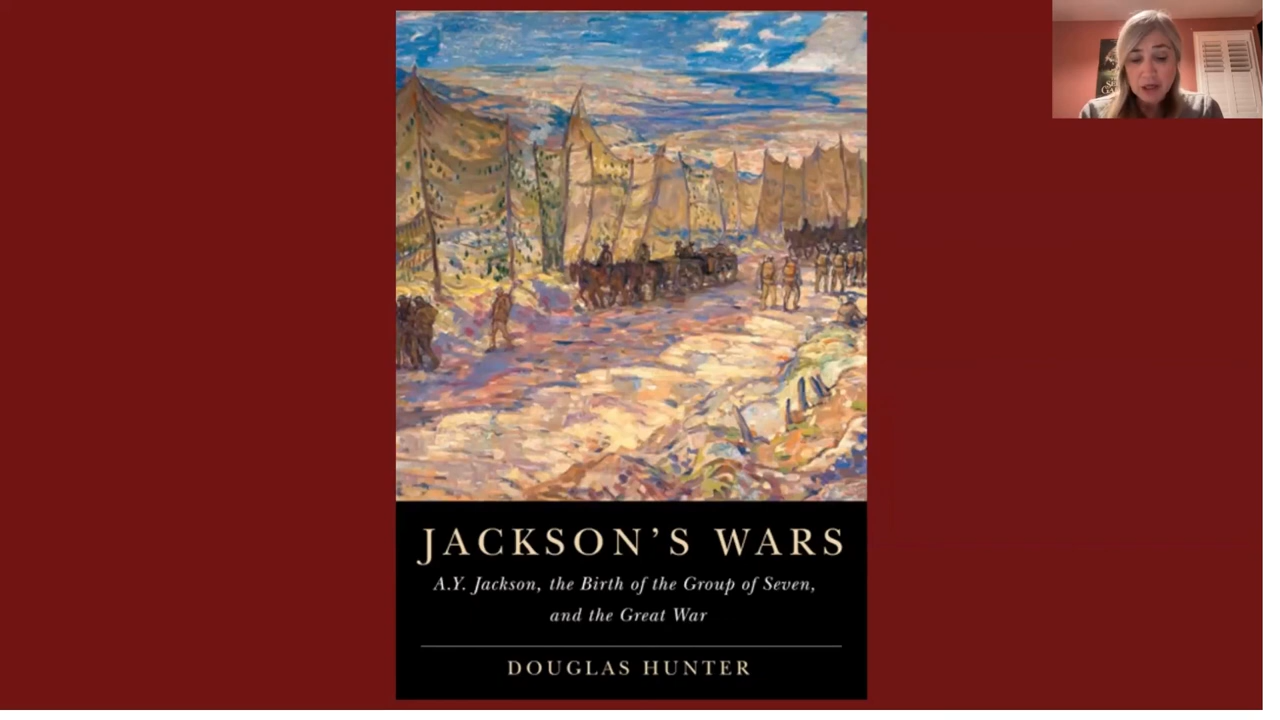 JACKSON'S WARS
A.Y. Jackson, the Birth of the Group of Seven,
and the Great War
DOUGLAS HUNTER